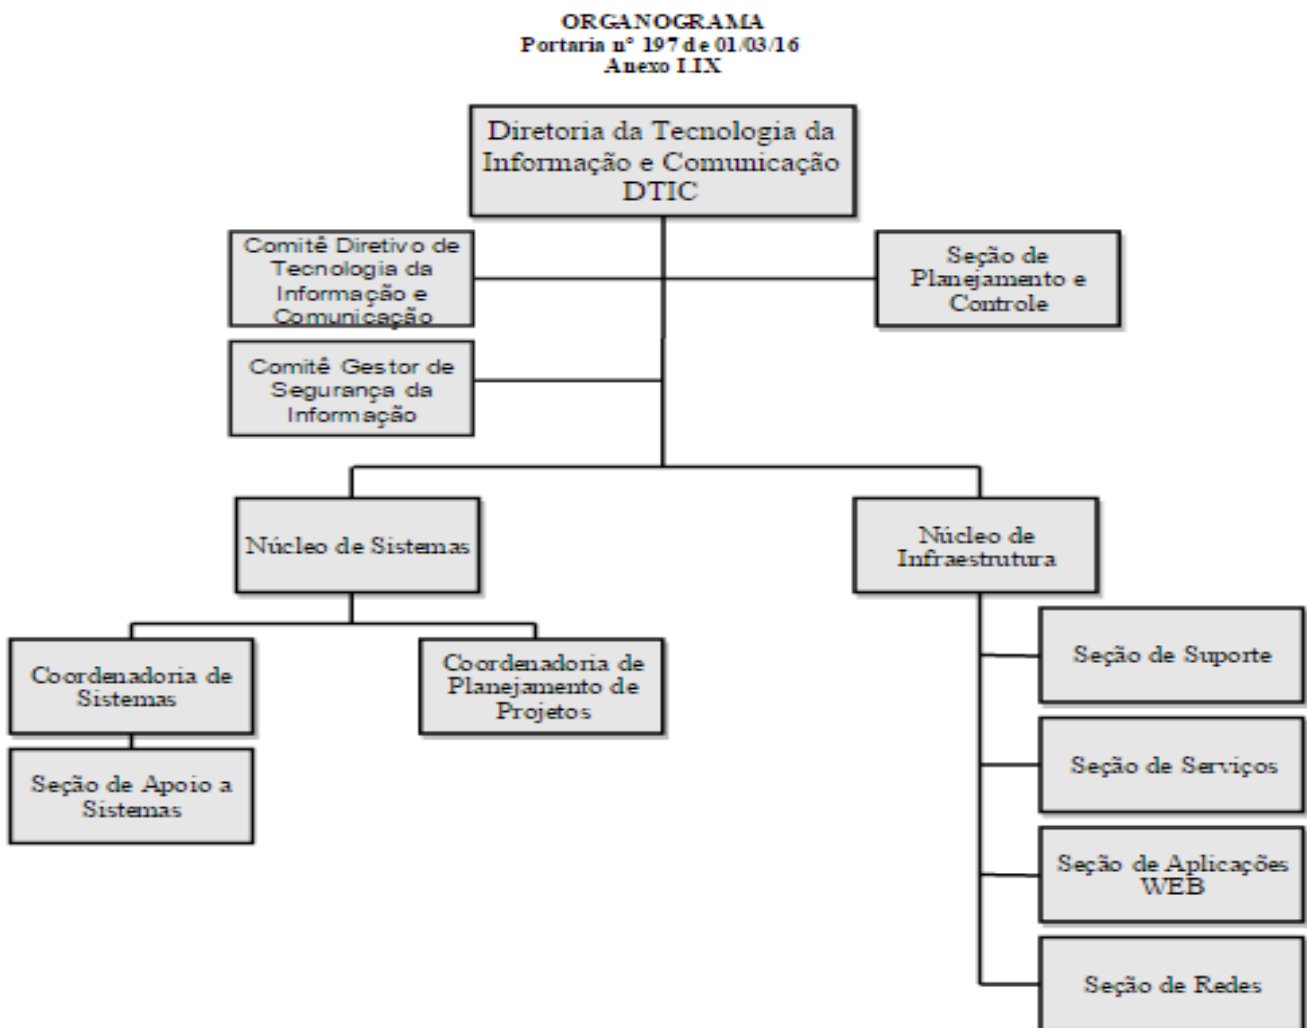 ORGANOGRAMA
Portaria nº 197 de 01/03/16
Anexo LIX
Diretoria da Tecnologia da
Informação e Comunicação
DTIC
Comitê Diretivo de
Tecnologia da
Informação e
Comunicação
Seção de
Planejamento e
Controle
Comitê Gestor de
Segurança da
Informação
Núcleo de Sistemas
Núcleo de
Infraestrutura
Coordenadoria de
Sistemas
Coordenadoria de
Planejamento de
Projetos
Seção de Apoio a
Sistemas
Seção de Suporte
Seção de Serviços
Seção de Aplicações
WEB
Seção de Redes